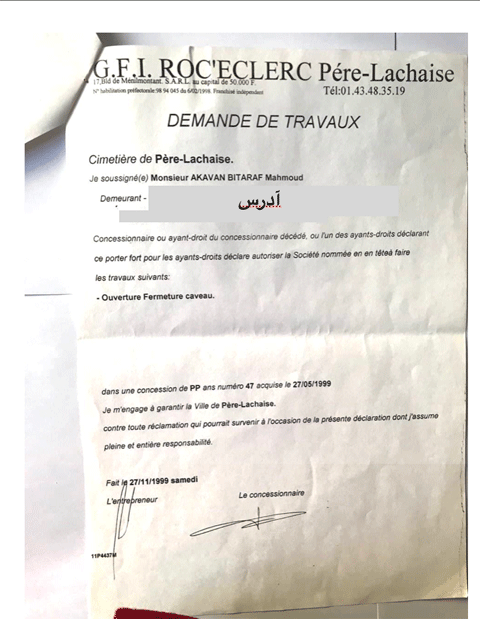 G.F.I. ROC'ECLERC Pére-Lachaise
17,Bld de Ménilmontant. S.A.R.L. au capital de 50.000 F.
N° habilitation préfectorale:98 94 045 du 6/02/1998. Franchisé indépendant
Tél:01.43.48.35.19
DEMANDE DE TRAVAUX
Cimetière de Père-Lachaise.
Je soussigné(e) Monsieur AKAVAN BITARAF Mahmoud
Demeurant - آدرس
Concessionnaire ou ayant-droit du concessionnaire décédé, ou l'un des ayants-droits déclarant
ce porter fort pour les ayants-droits déclare autoriser la Société nommée en en têteà faire
les travaux suivants:
- Ouverture Fermeture caveau.
dans une concession de PP ans numéro 47 acquise le 27/05/1999
Je m'engage à garantir la Ville de Père-Lachaise.
contre toute réclamation qui pourrait survenir à l'occasion de la présente déclaration dont j'assume
pleine et entière responsabilité.
Fait le 27/11/1999 samedi
L'entrepreneur Le concessionnaire
11P4437M